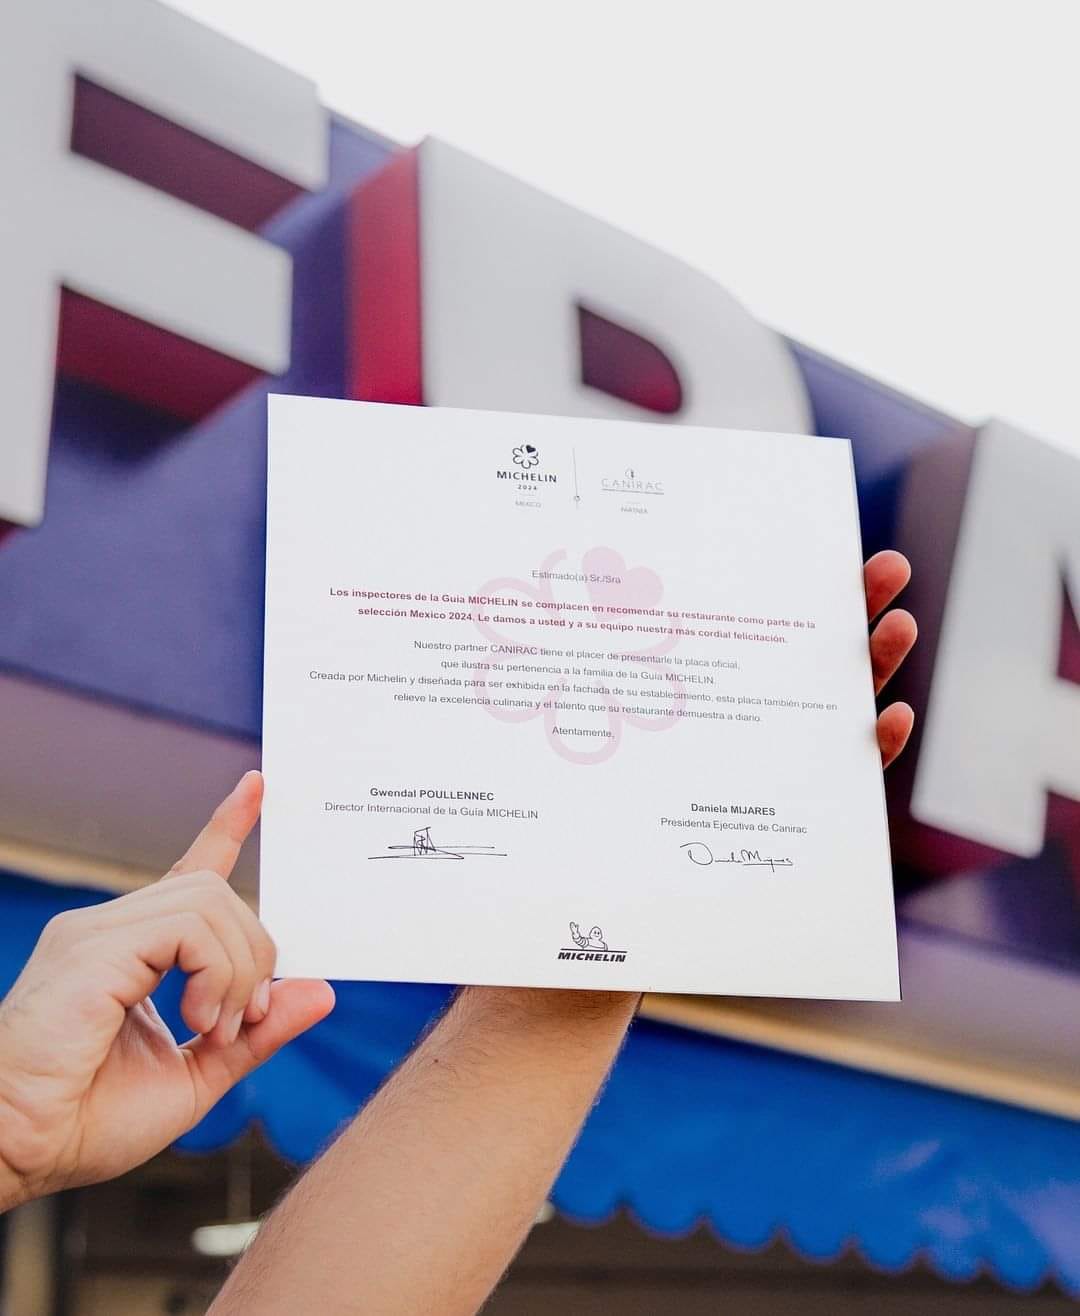 FRA
MICHELIN
2024
MEXICO
CANIRAC
PARTNER
Estimado(a) Sr./Sra
Los inspectores de la Guia MICHELIN se complacen en recomendar su restaurante como parte de la
selección Mexico 2024. Le damos a usted y a su equipo nuestra más cordial felicitación.
Nuestro partner CANIRAC tiene el placer de presentarle la placa oficial,
que ilustra su pertenencia a la familia de la Guía MICHELIN.
Creada por Michelin y diseñada para ser exhibida en la fachada de su establecimiento, esta placa también pone en
relieve la excelencia culinaria y el talento que su restaurante demuestra a diario.
Atentamente,
Gwendal POULLENNEC
Director Internacional de la Guía MICHELIN
Daniela MIJARES
Presidenta Ejecutiva de Canirac
Daniela Mijares
MICHELIN